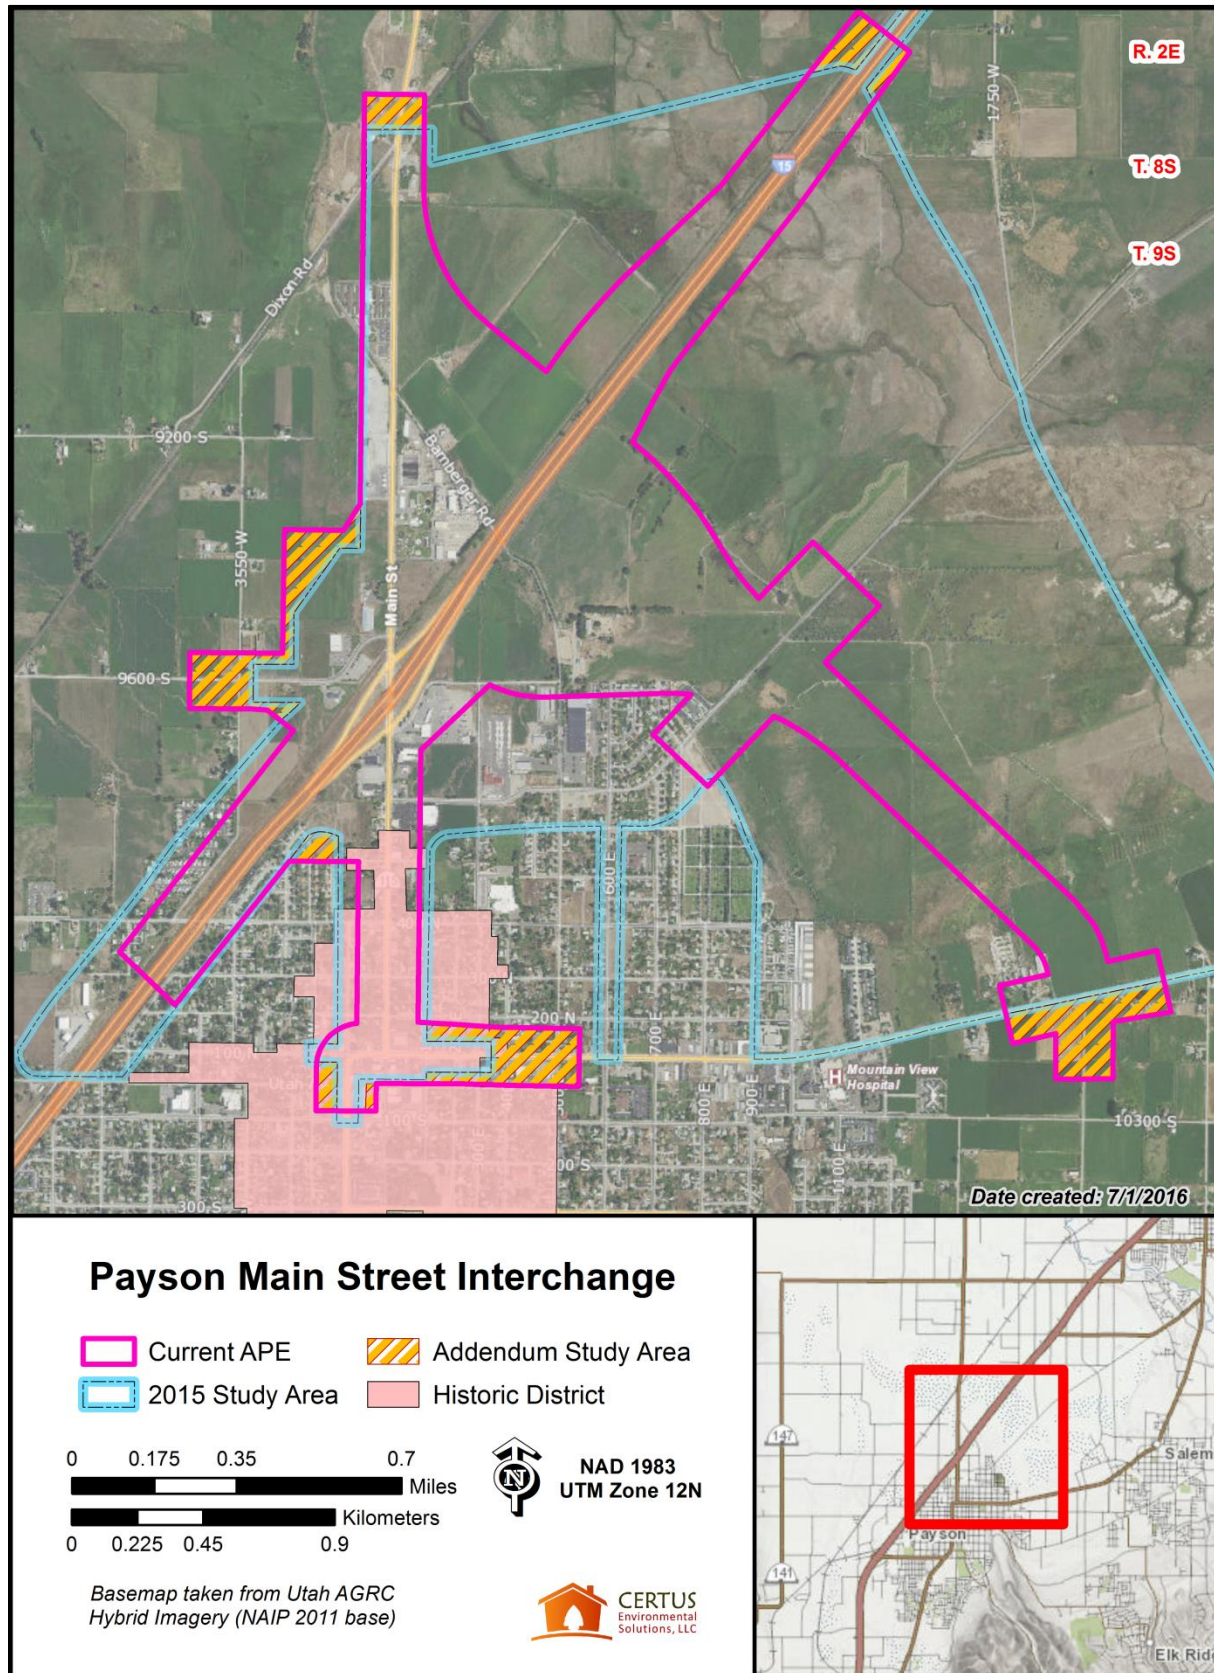 R. 2E
1750 W
15
T. 8S
T. 9S
Dixon Rd
9200 S
Bamberger Rd
3550 W
Main St
9600 S
600 E
200 N
700 E
Mountain View
Hospital
800 E
900 E
1100 E
10300 S
300 S
Date created: 7/1/2016
Payson Main Street Interchange
Current APE
Addendum Study Area
2015 Study Area
Historic District
0 0.175 0.35 0.7
Miles
Kilometers
0 0.225 0.45 0.9
N
NAD 1983
UTM Zone 12N
Basemap taken from Utah AGRC
Hybrid Imagery (NAIP 2011 base)
CERTUS
Environmental
Solutions, LLC
147
Salem
Payson
141
Elk Ridg